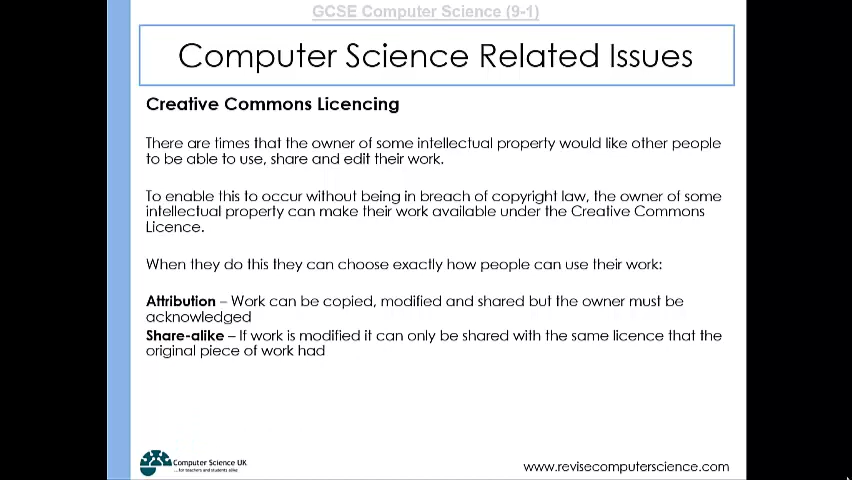 GCSE Computer Science (9-1)
Computer Science Related Issues
Creative Commons Licencing
There are times that the owner of some intellectual property would like other people
to be able to use, share and edit their work.
To enable this to occur without being in breach of copyright law, the owner of some
intellectual property can make their work available under the Creative Commons
Licence.
When they do this they can choose exactly how people can use their work:
Attribution – Work can be copied, modified and shared but the owner must be
acknowledged
Share-alike – If work is modified it can only be shared with the same licence that the
original piece of work had
Computer Science UK
...for teachers and students alike
www.revisecomputerscience.com